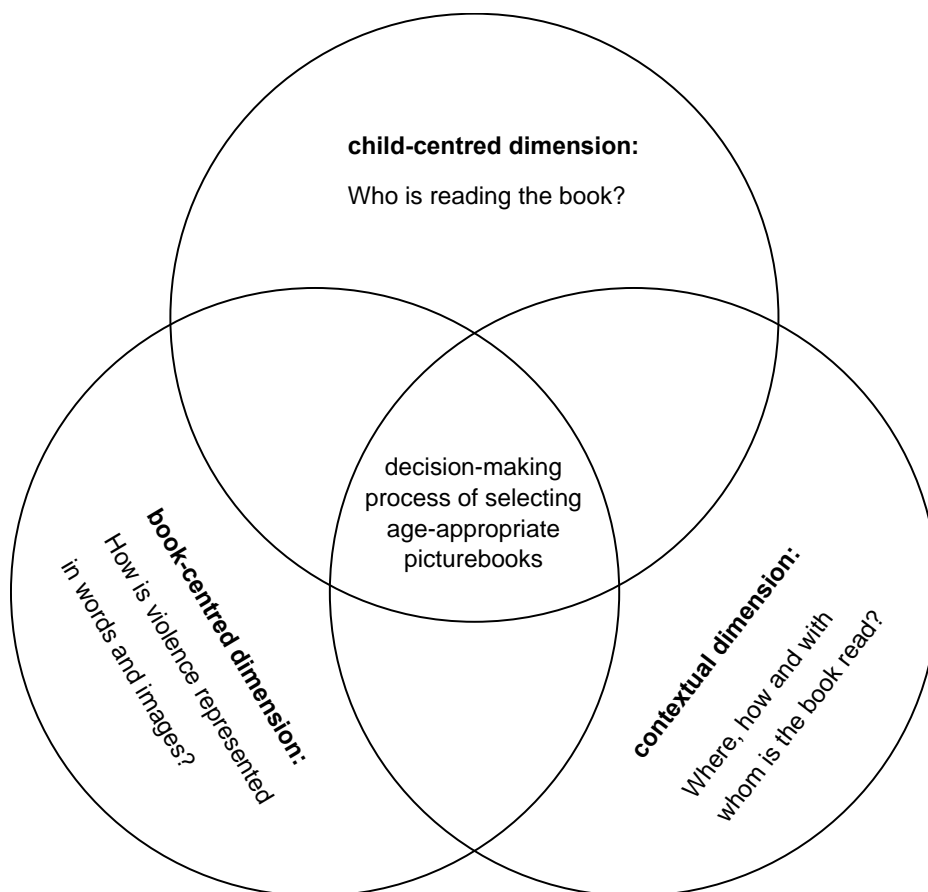 child-centred dimension:
Who is reading the book?
decision-making
process of selecting
age-appropriate
picturebooks
book-centred dimension:
How is violence represented
in words and images?
contextual dimension:
Where, how and with
whom is the book read?